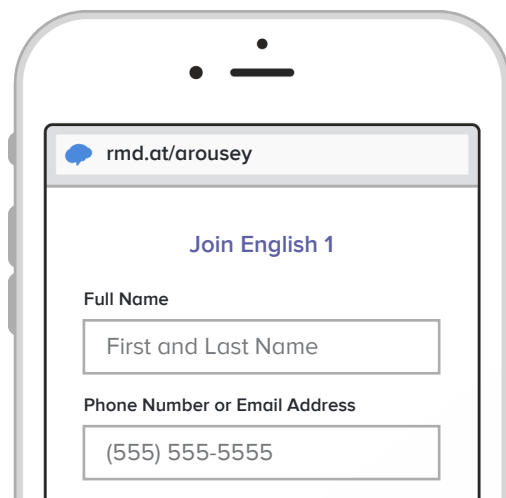 rmd.at/arousey
Join English 1
Full Name
First and Last Name
Phone Number or Email Address
(555) 555-5555